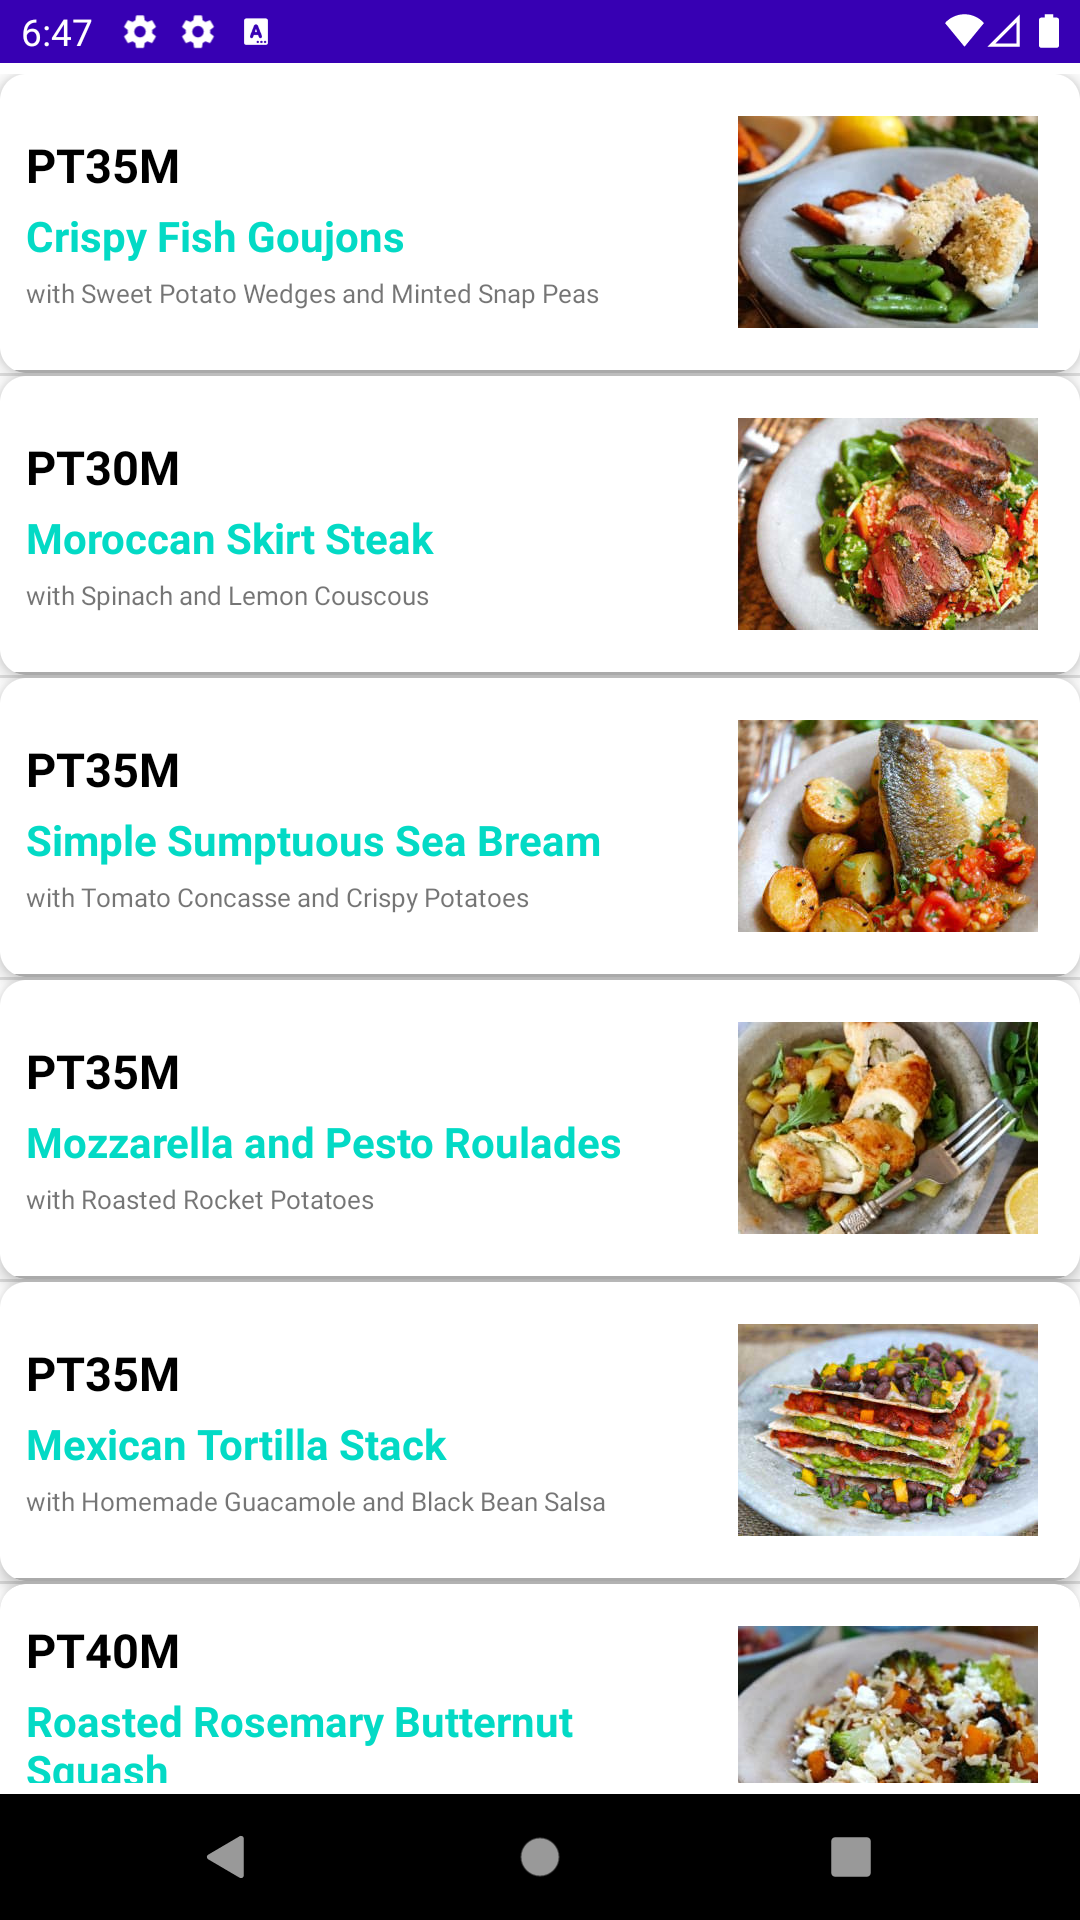 6:47
PT35M
Crispy Fish Goujons
with Sweet Potato Wedges and Minted Snap Peas
PT30M
Moroccan Skirt Steak
with Spinach and Lemon Couscous
PT35M
Simple Sumptuous Sea Bream
with Tomato Concasse and Crispy Potatoes
PT35M
Mozzarella and Pesto Roulades
with Roasted Rocket Potatoes
PT35M
Mexican Tortilla Stack
with Homemade Guacamole and Black Bean Salsa
PT40M
Roasted Rosemary Butternut
Squash